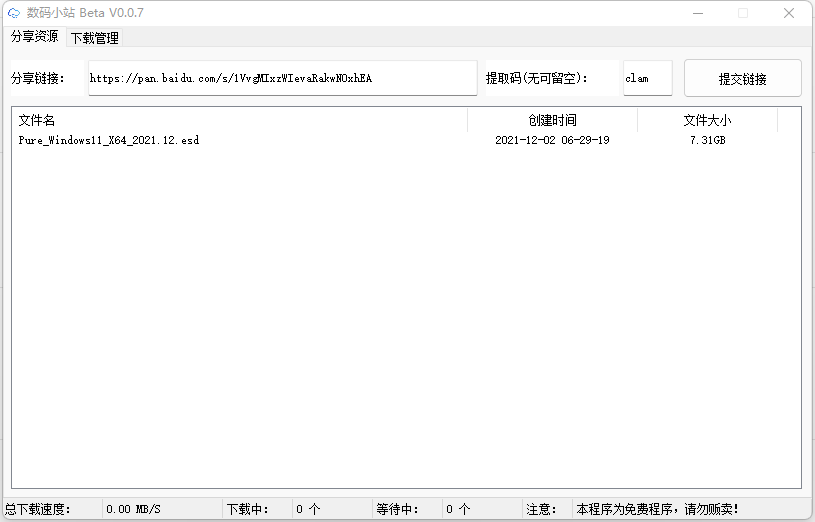 数码小站 Beta V0.0.7
分享资源 下载管理
分享链接: https://pan.baidu.com/s/1VvgMIxzWIevaRakwNOxhEA 提取码(无可留空): clam 提交链接
文件名 创建时间 文件大小
Pure_Windows11_X64_2021.12.esd 2021-12-02 06-29-19 7.31GB
总下载速度: 0.00 MB/S 下载中: 0 个 等待中: 0 个 注意: 本程序为免费程序，请勿贩卖!